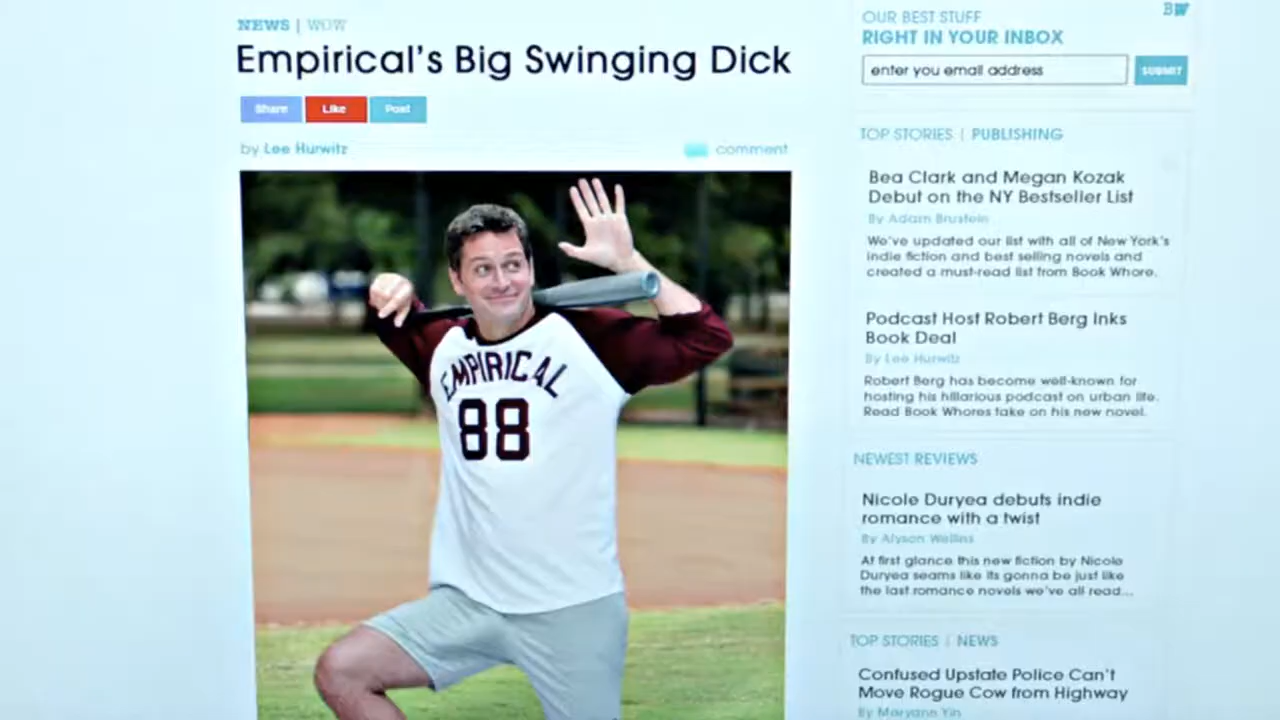 NEWS | WOW
Empirical's Big Swinging Dick
Share Like Post
by Lee Hurwitz
comment
EMPIRICAL
88
BW
OUR BEST STUFF
RIGHT IN YOUR INBOX
enter you email address
SUBMIT
TOP STORIES | PUBLISHING
Bea Clark and Megan Kozak
Debut on the NY Bestseller List
By Adam Brustein
We've updated our list with all of New York's
indie fiction and best selling novels and
created a must-read list from Book Whore.
Podcast Host Robert Berg Inks
Book Deal
By Lee Hurwitz
Robert Berg has become well-known for
hosting his hillarious podcast on urban life.
Read Book Whores take on his new novel.
NEWEST REVIEWS
Nicole Duryea debuts indie
romance with a twist
By Alyson Wellins
At first glance this new fiction by Nicole
Duryea seams like its gonna be just like
the last romance novels we've all read...
TOP STORIES | NEWS
Confused Upstate Police Can't
Move Rogue Cow from Highway
By Maryann Yin